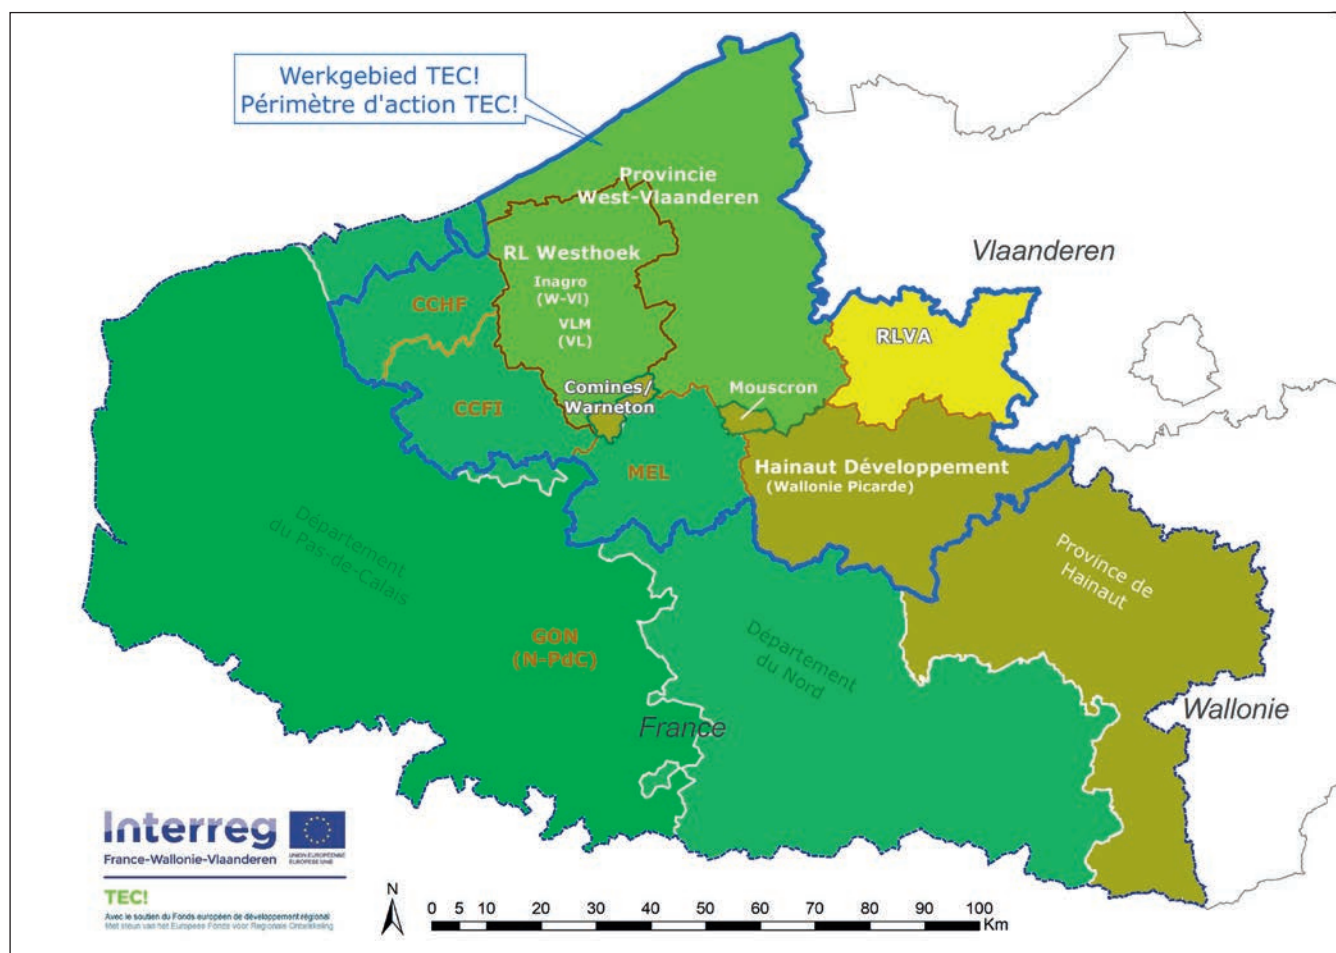 Werkgebied TEC!
Périmètre d'action TEC!
Provincie
West-Vlaanderen
RL Westhoek
Inagro
(W-Vl)
VLM
(VL)
Vlaanderen
CCHF
RLVA
Comines/
Warneton
Mouscron
CCFI
MEL
Hainaut Développement
(Wallonie Picarde)
Département
du Pas-de-Calais
Province de
Hainaut
GON
(N-PdC)
Département
du Nord
France
Wallonie
Interreg
France-Wallonie-Vlaanderen
UNION EUROPÉENNE
EUROPESE UNIE
TEC!
Avec le soutien du Fonds européen de développement régional
Met steun van het Europees Fonds voor Regionale Ontwikkeling
N
0 5 10 20 30 40 50 60 70 80 90 100
Km